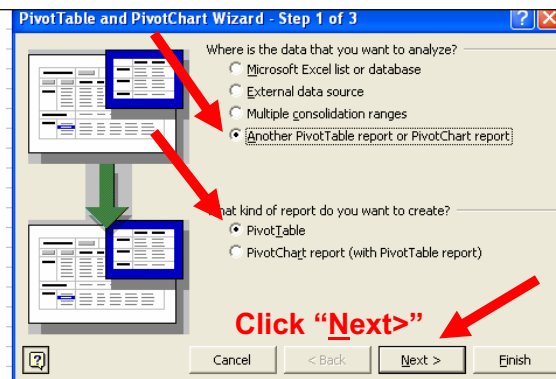 PivotTable and PivotChart Wizard - Step 1 of 3
Where is the data that you want to analyze?
Microsoft Excel list or database
External data source
Multiple consolidation ranges
Another PivotTable report or PivotChart report
What kind of report do you want to create?
PivotTable
PivotChart report (with PivotTable report)
Click “Next>”
Cancel < Back Next > Finish